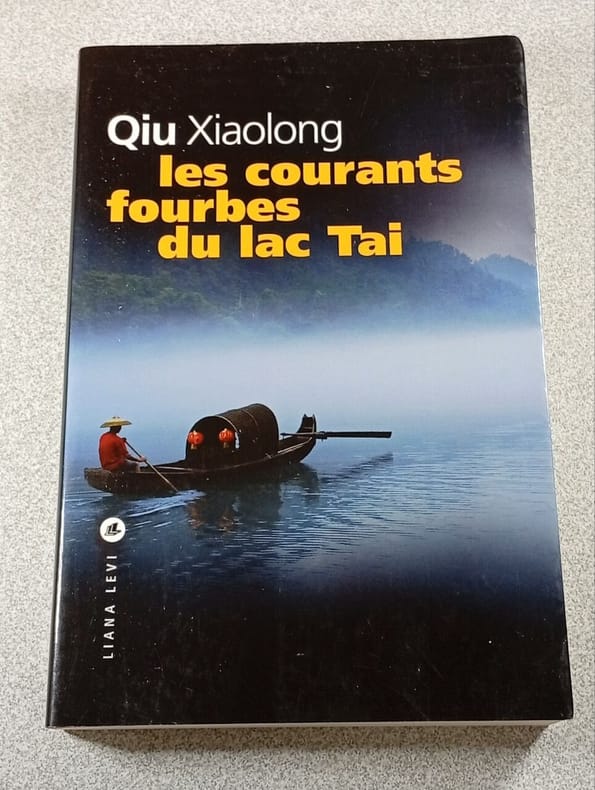 Qiu Xiaolong
les courants
fourbes
du lac Tai
LIANA LEVI